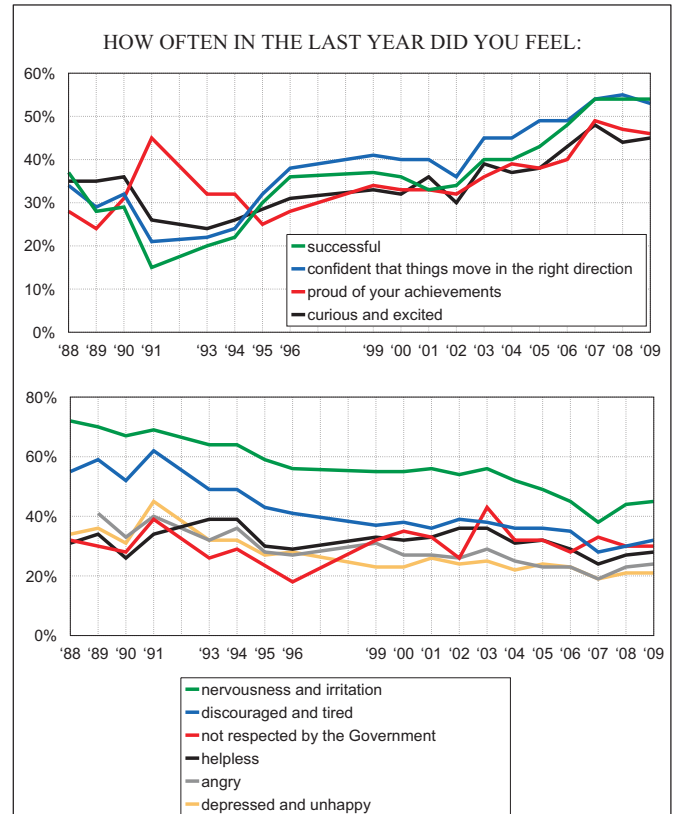 HOW OFTEN IN THE LAST YEAR DID YOU FEEL:
60%
50%
40%
30%
20%
10%
0%
successful
confident that things move in the right direction
proud of your achievements
curious and excited
‘88 ‘89 ‘90 ‘91 ‘93 ‘94 ‘95 ‘96 ‘99 ‘00 ‘01 ‘02 ‘03 ‘04 ‘05 ‘06 ‘07 ‘08 ‘09
80%
60%
40%
20%
0%
‘88 ‘89 ‘90 ‘91 ‘93 ‘94 ‘95 ‘96 ‘99 ‘00 ‘01 ‘02 ‘03 ‘04 ‘05 ‘06 ‘07 ‘08 ‘09
nervousness and irritation
discouraged and tired
not respected by the Government
helpless
angry
depressed and unhappy